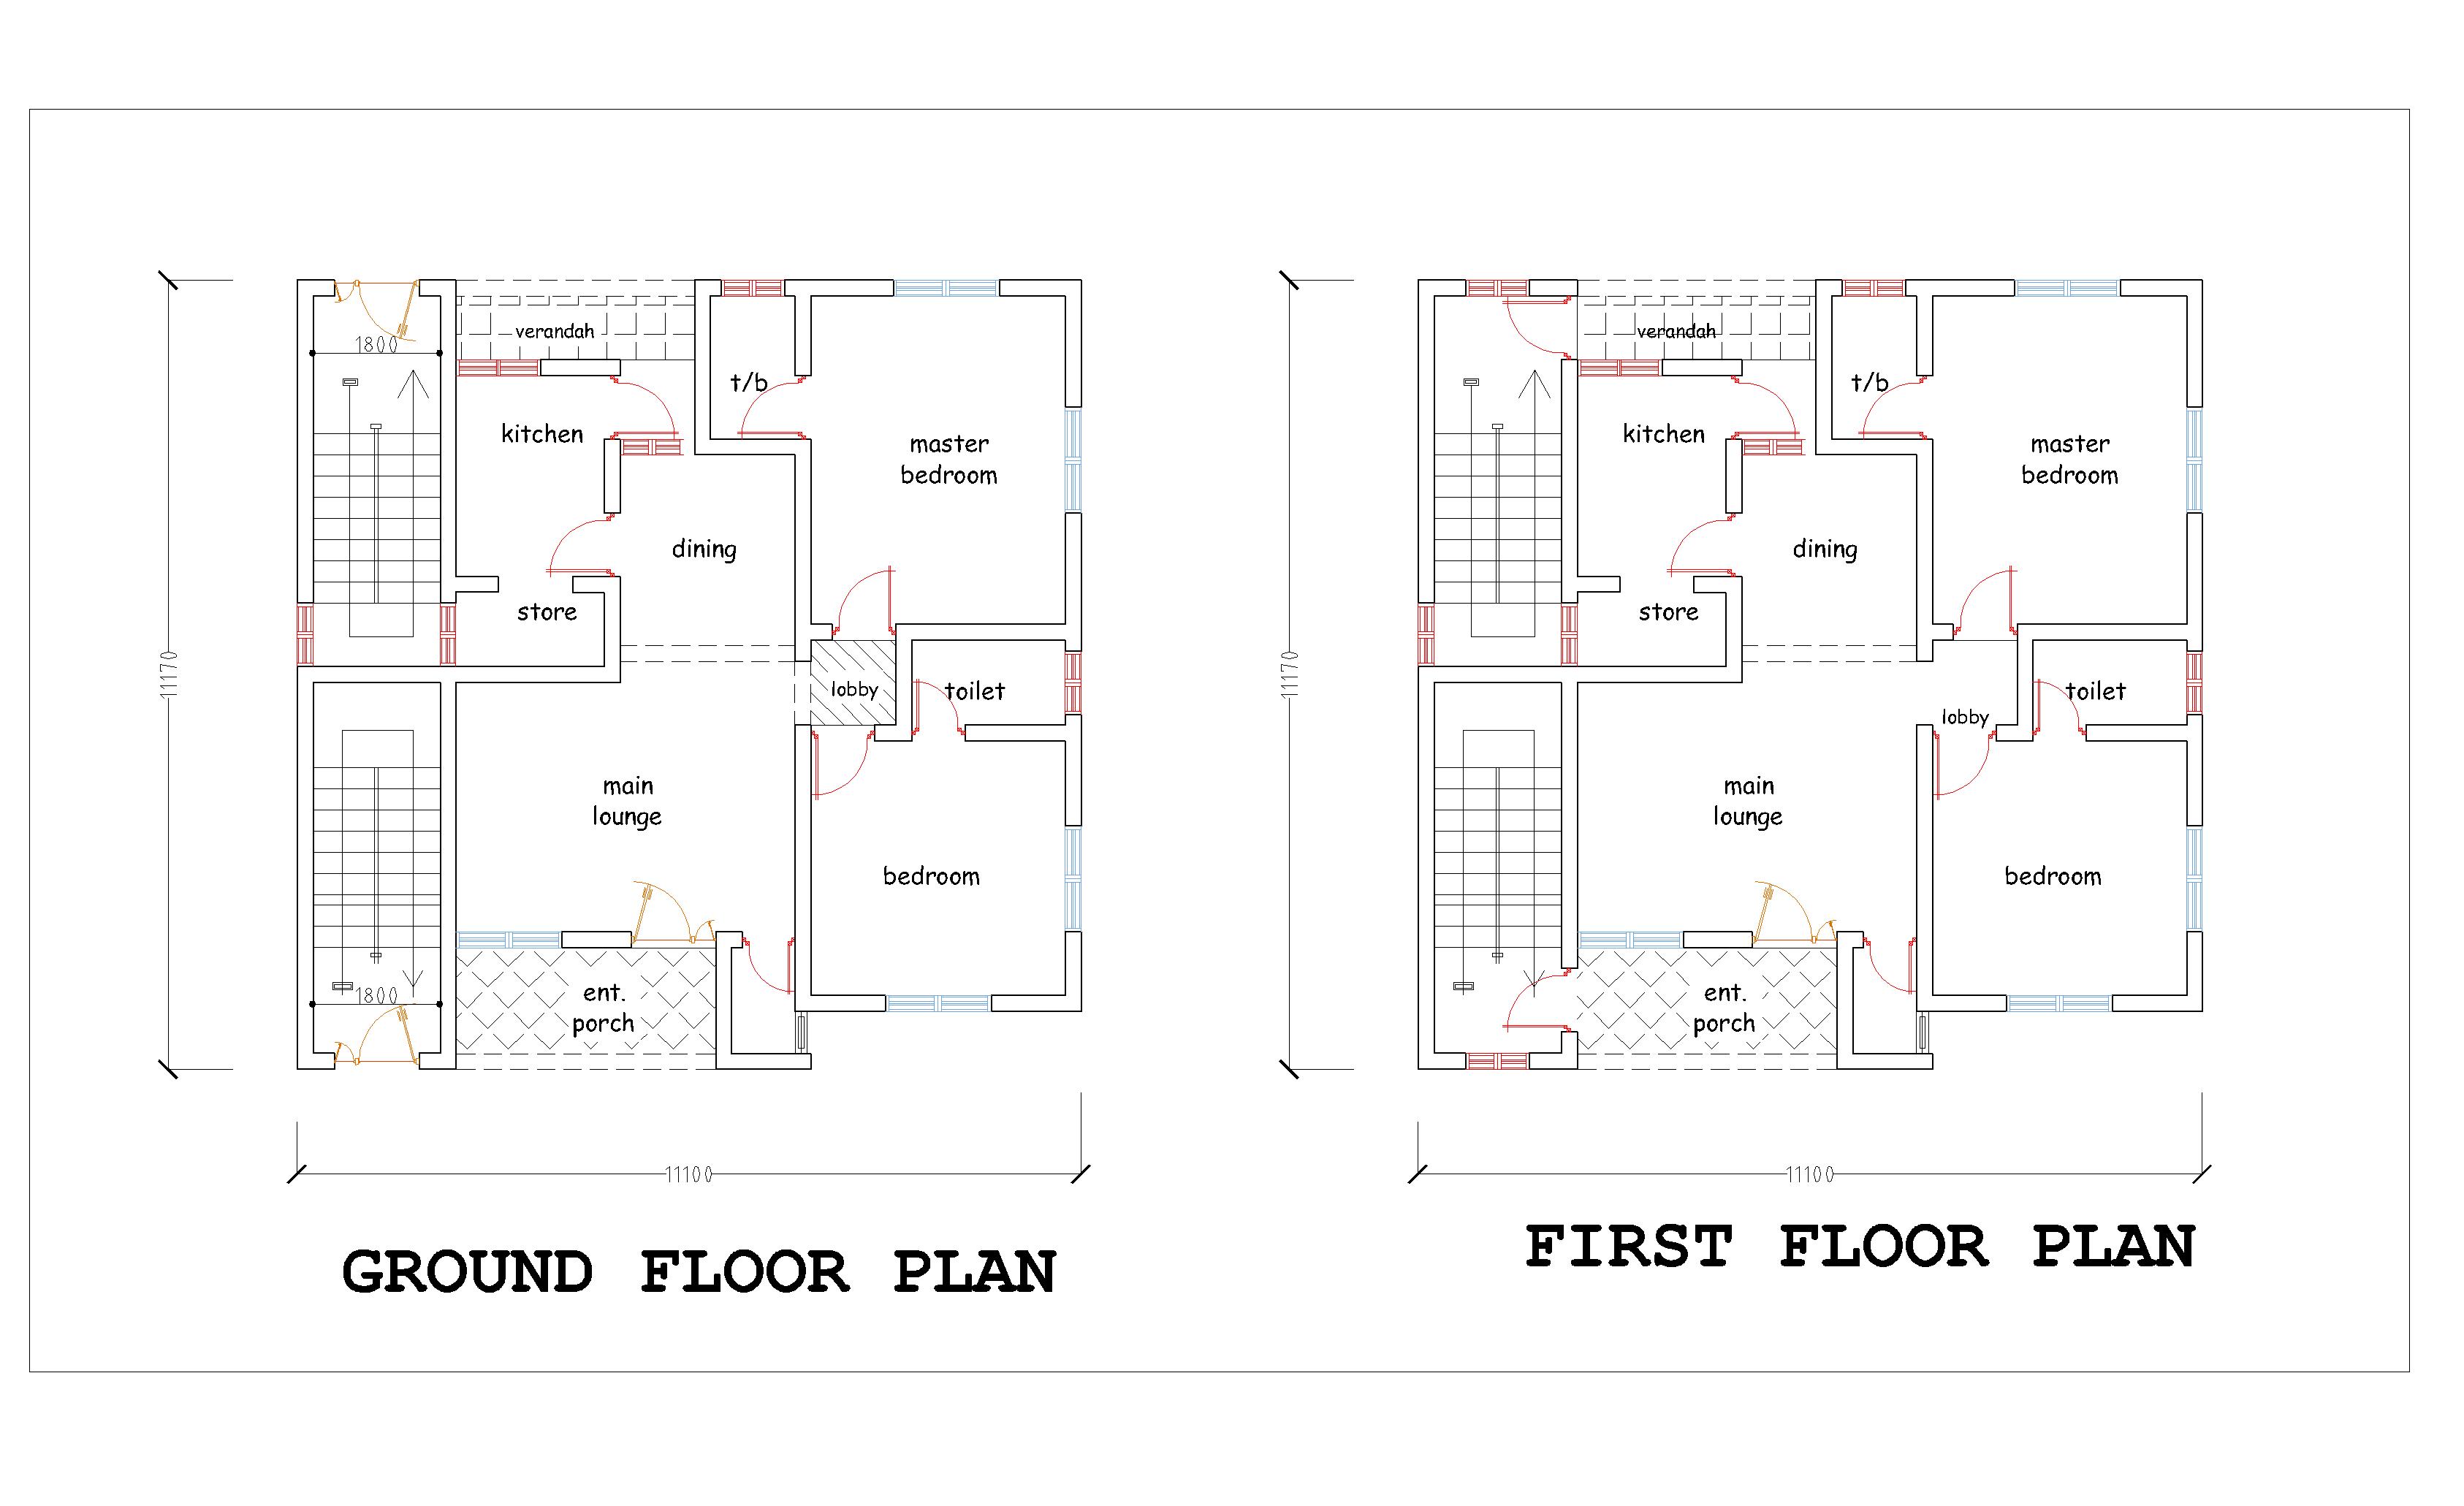 verandah
1800
t/b
kitchen
master
bedroom
dining
store
11170
lobby
toilet
main
lounge
bedroom
ent.
porch
1800
11100
GROUND FLOOR PLAN
verandah
t/b
kitchen
master
bedroom
dining
store
11170
toilet
lobby
main
lounge
bedroom
ent.
porch
11100
FIRST FLOOR PLAN